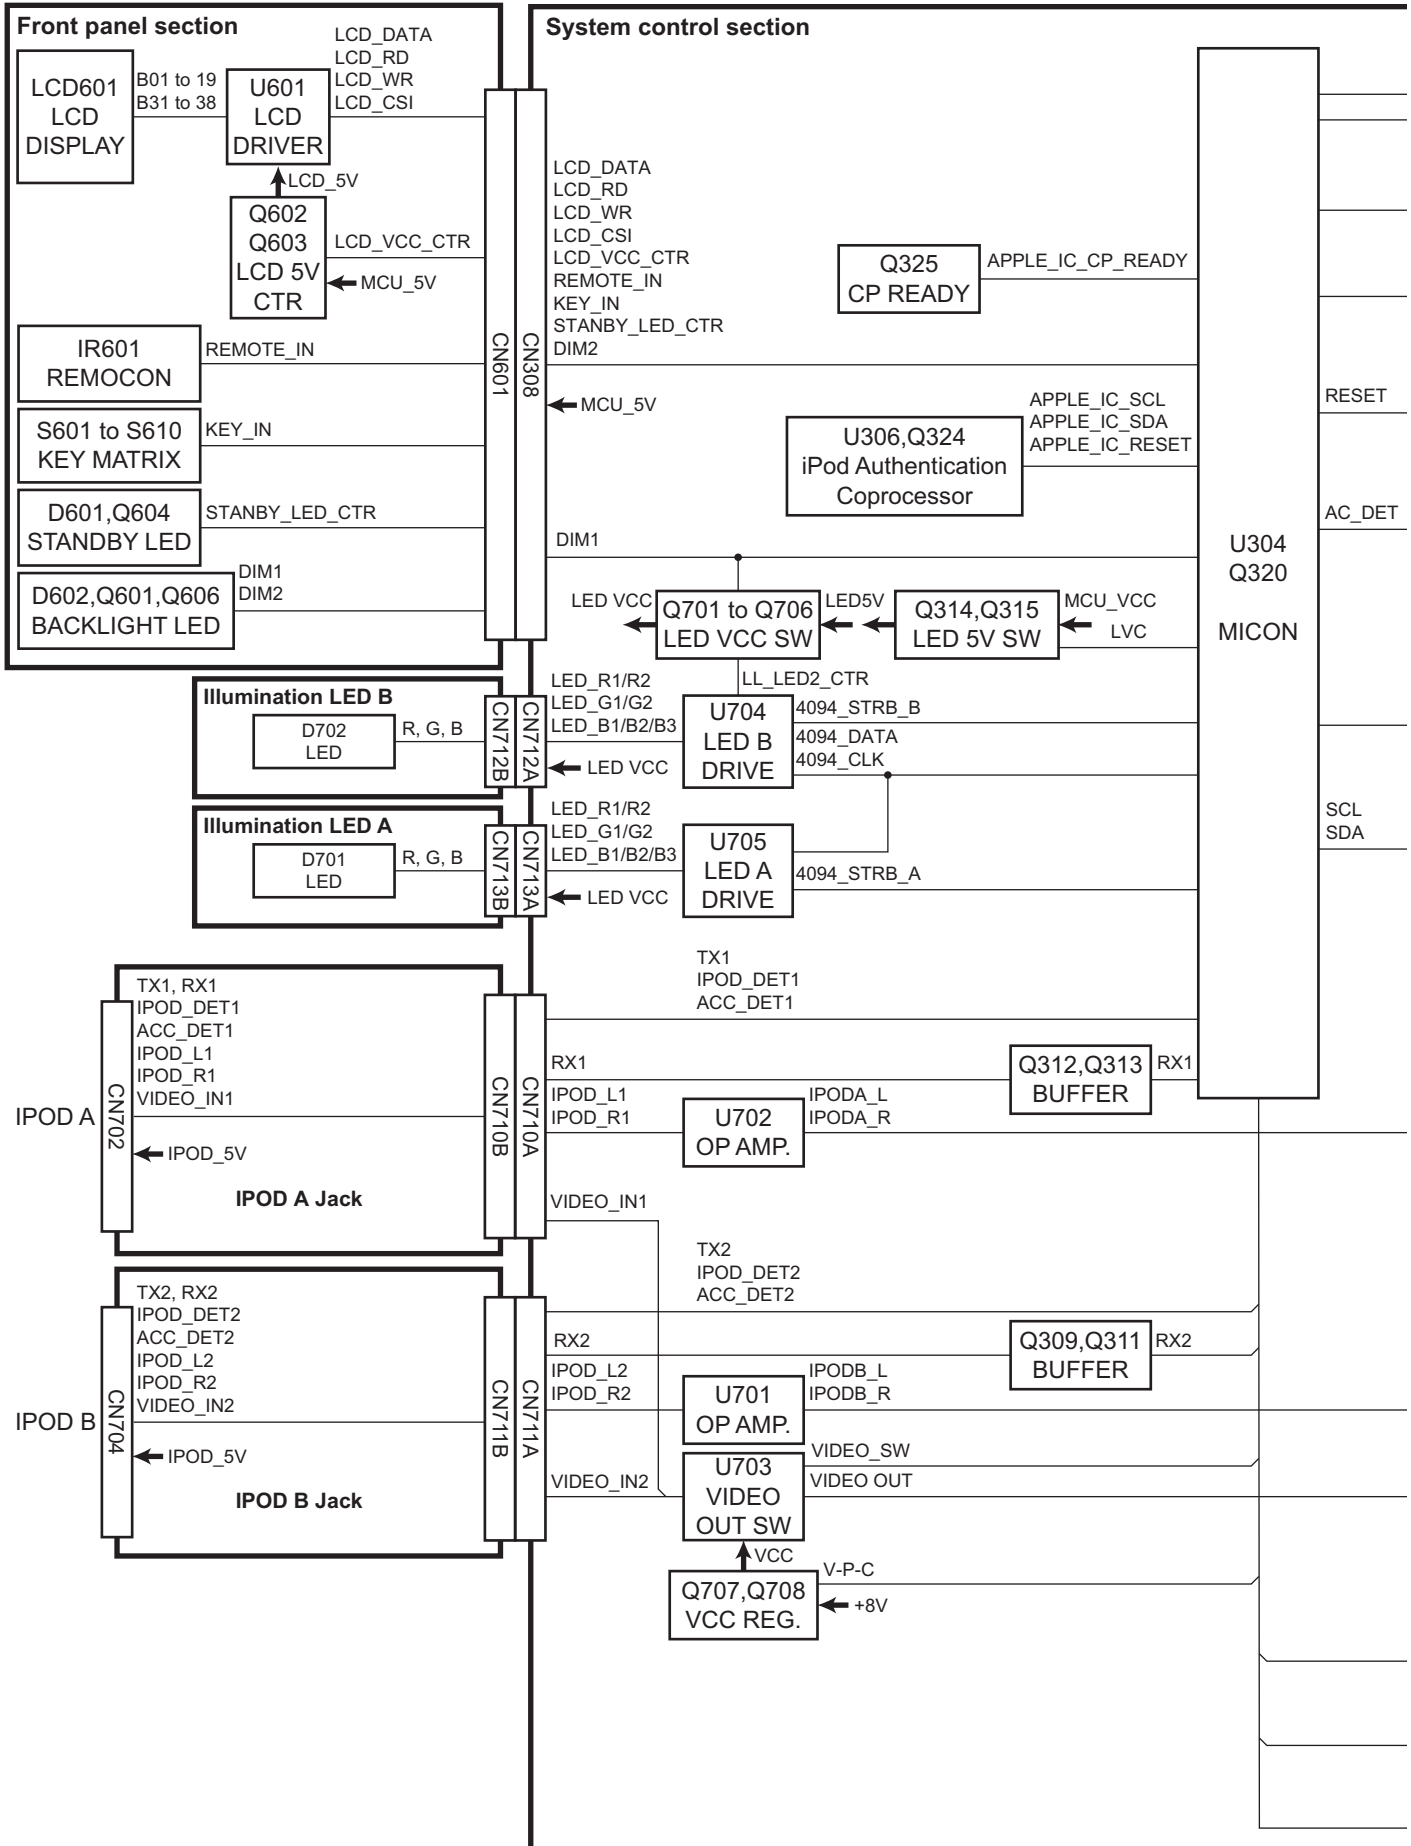 Front panel section
LCD601
LCD
DISPLAY
B01 to 19
B31 to 38
U601
LCD
DRIVER
LCD_DATA
LCD_RD
LCD_WR
LCD_CSI
LCD_5V
Q602
Q603
LCD 5V
CTR
LCD_VCC_CTR
MCU_5V
IR601
REMOCON
REMOTE_IN
S601 to S610
KEY MATRIX
KEY_IN
D601,Q604
STANDBY LED
STANBY_LED_CTR
D602,Q601,Q606
BACKLIGHT LED
DIM1
DIM2
CN601
CN308
System control section
LCD_DATA
LCD_RD
LCD_WR
LCD_CSI
LCD_VCC_CTR
REMOTE_IN
KEY_IN
STANBY_LED_CTR
DIM2
MCU_5V
Q325
CP READY
APPLE_IC_CP_READY
U306,Q324
iPod Authentication
Coprocessor
APPLE_IC_SCL
APPLE_IC_SDA
APPLE_IC_RESET
DIM1
LED VCC
Q701 to Q706
LED VCC SW
LED5V
Q314,Q315
LED 5V SW
MCU_VCC
LVC
U304
Q320
MICON
RESET
AC_DET
SCL
SDA
Illumination LED B
D702
LED
R, G, B
CN712B
CN712A
LED_R1/R2
LED_G1/G2
LED_B1/B2/B3
LED VCC
LL_LED2_CTR
U704
LED B
DRIVE
4094_STRB_B
4094_DATA
4094_CLK
Illumination LED A
D701
LED
R, G, B
CN713B
CN713A
LED_R1/R2
LED_G1/G2
LED_B1/B2/B3
LED VCC
U705
LED A
DRIVE
4094_STRB_A
IPOD A
CN702
TX1, RX1
IPOD_DET1
ACC_DET1
IPOD_L1
IPOD_R1
VIDEO_IN1
IPOD_5V
IPOD A Jack
CN710B
CN710A
TX1
IPOD_DET1
ACC_DET1
RX1
Q312,Q313
BUFFER
RX1
IPOD_L1
IPOD_R1
U702
OP AMP.
IPODA_L
IPODA_R
VIDEO_IN1
IPOD B
CN704
TX2, RX2
IPOD_DET2
ACC_DET2
IPOD_L2
IPOD_R2
VIDEO_IN2
IPOD_5V
IPOD B Jack
CN711B
CN711A
TX2
IPOD_DET2
ACC_DET2
RX2
Q309,Q311
BUFFER
RX2
IPOD_L2
IPOD_R2
U701
OP AMP.
IPODB_L
IPODB_R
VIDEO_IN2
U703
VIDEO
OUT SW
VIDEO_SW
VIDEO OUT
VCC
Q707,Q708
VCC REG.
V-P-C
+8V